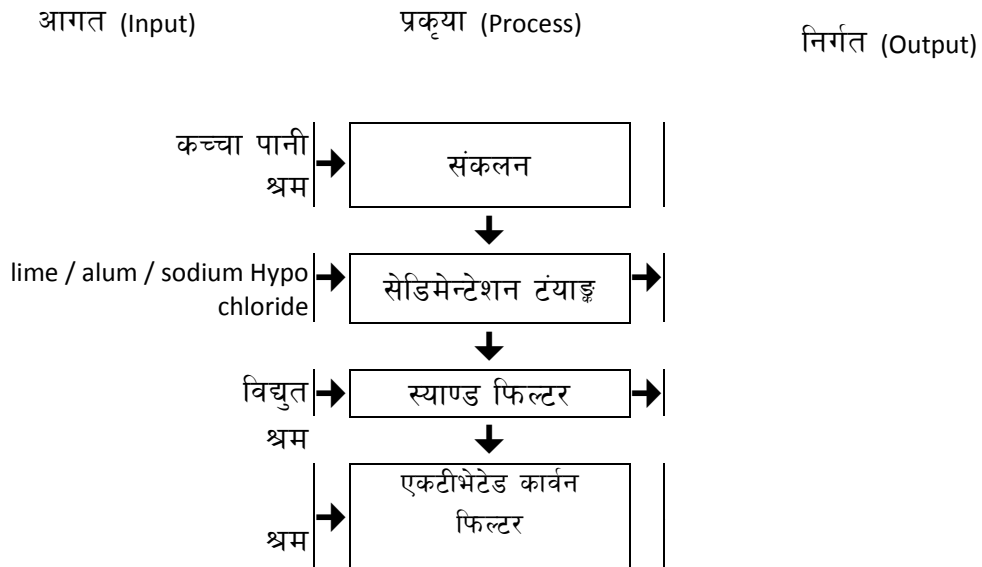 आगत (Input)
प्रकृया (Process)
निर्गत (Output)
कच्चा पानी
श्रम
संकलन
lime / alum / sodium Hypo
chloride
सेडिमेन्टेशन टंयाङ्क
विद्युत
श्रम
स्याण्ड फिल्टर
श्रम
एकटीभेटेड कार्वन
फिल्टर